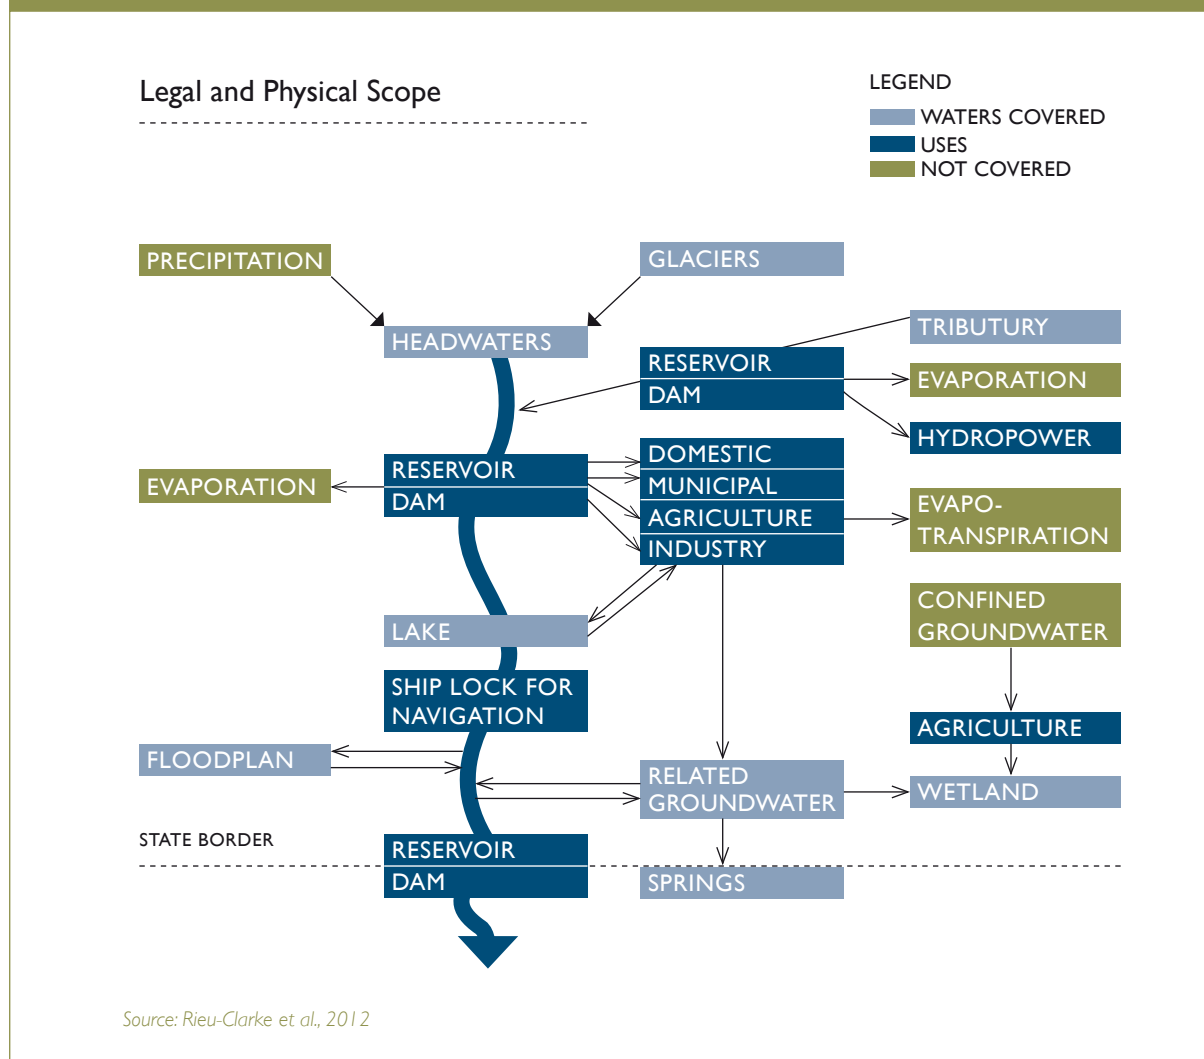 Legal and Physical Scope
LEGEND
WATERS COVERED
USES
NOT COVERED
PRECIPITATION
GLACIERS
HEADWATERS
TRIBUTURY
RESERVOIR
DAM
EVAPORATION
HYDROPOWER
EVAPORATION
RESERVOIR
DAM
DOMESTIC
MUNICIPAL
AGRICULTURE
INDUSTRY
EVAPO-
TRANSPIRATION
CONFINED
GROUNDWATER
LAKE
SHIP LOCK FOR
NAVIGATION
AGRICULTURE
FLOODPLAN
RELATED
GROUNDWATER
WETLAND
STATE BORDER
RESERVOIR
DAM
SPRINGS
Source: Rieu-Clarke et al., 2012